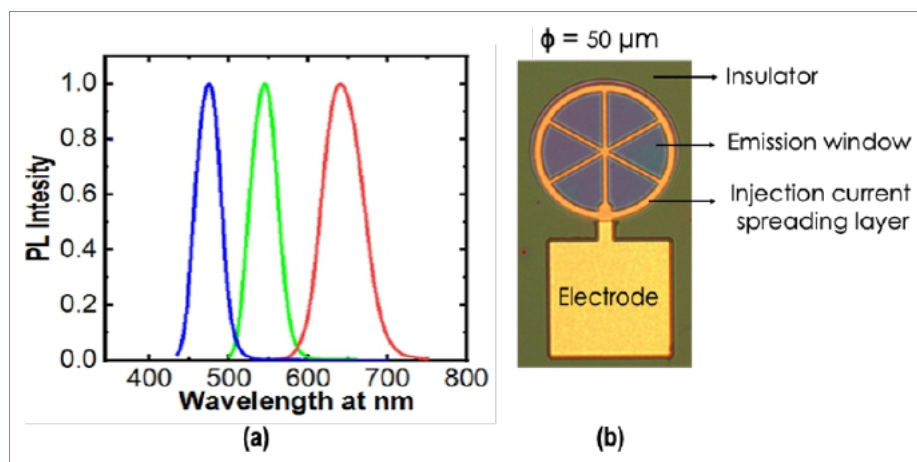 ϕ = 50 μm
1.0
0.8
0.6
0.4
0.2
0.0
PL Intesity
400 500 600 700 800
Wavelength at nm
(a)
Insulator
Emission window
Injection current
spreading layer
Electrode
(b)